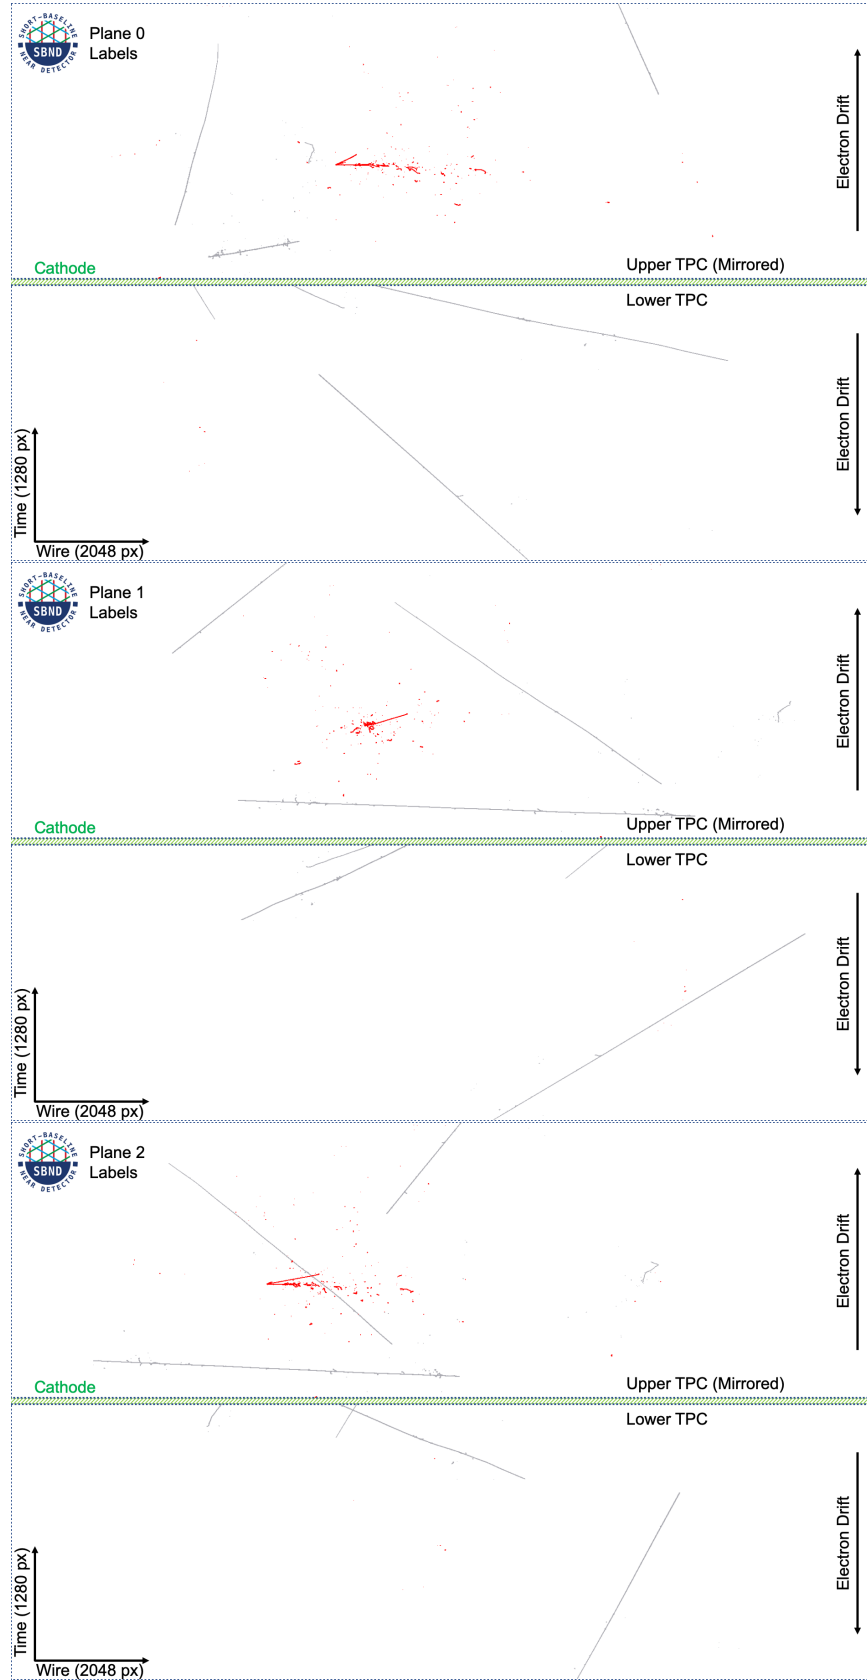 SHORT-BASELINE
SBND
NEAR DETECTOR
Plane 0
Labels
Electron Drift
Cathode
Upper TPC (Mirrored)
Lower TPC
Electron Drift
Time (1280 px)
Wire (2048 px)
SHORT-BASELINE
SBND
NEAR DETECTOR
Plane 1
Labels
Electron Drift
Cathode
Upper TPC (Mirrored)
Lower TPC
Electron Drift
Time (1280 px)
Wire (2048 px)
SHORT-BASELINE
SBND
NEAR DETECTOR
Plane 2
Labels
Electron Drift
Cathode
Upper TPC (Mirrored)
Lower TPC
Electron Drift
Time (1280 px)
Wire (2048 px)